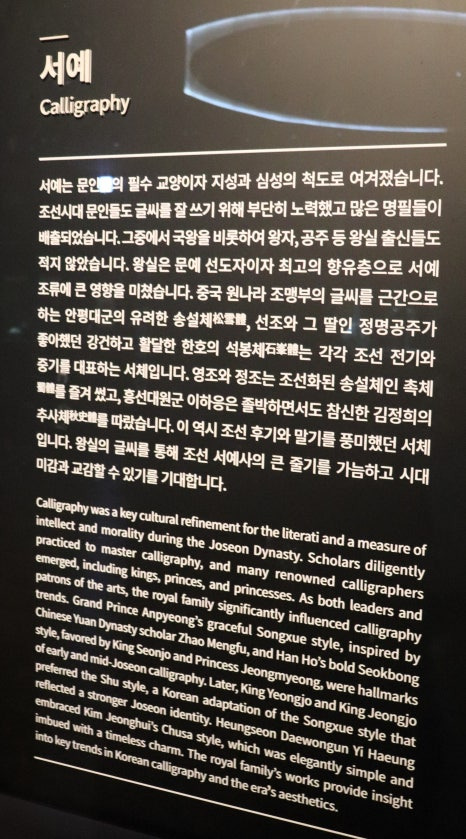 서예
Calligraphy
서예는 문인들의 필수 교양이자 지성과 심성의 척도로 여겨졌습니다.
조선시대 문인들도 글씨를 잘 쓰기 위해 부단히 노력했고 많은 명필들이
배출되었습니다. 그중에서 국왕을 비롯하여 왕자, 공주 등 왕실 출신들도
적지 않았습니다. 왕실은 문예 선도자이자 최고의 향유층으로 서예
조류에 큰 영향을 미쳤습니다. 중국 원나라 조맹부의 글씨를 근간으로
하는 안평대군의 유려한 송설체松雪體, 선조와 그 딸인 정명공주가
좋아했던 강건하고 활달한 한호의 석봉체石峯體는 각각 조선 전기와
중기를 대표하는 서체입니다. 영조와 정조는 조선화된 송설체인 촉체
蜀體를 즐겨 썼고, 흥선대원군 이하응은 졸박하면서도 참신한 김정희의
추사체秋史體를 따랐습니다. 이 역시 조선 후기와 말기를 풍미했던 서체
입니다. 왕실의 글씨를 통해 조선 서예사의 큰 줄기를 가늠하고 시대
미감과 교감할 수 있기를 기대합니다.
Calligraphy was a key cultural refinement for the literati and a measure of
intellect and morality during the Joseon Dynasty. Scholars diligently
practiced to master calligraphy, and many renowned calligraphers
emerged, including kings, princes, and princesses. As both leaders and
patrons of the arts, the royal family significantly influenced calligraphy
trends. Grand Prince Anpyeong's graceful Songxue style, inspired by
Chinese Yuan Dynasty scholar Zhao Mengfu, and Han Ho's bold Seokbong
style, favored by King Seonjo and Princess Jeongmyeong, were hallmarks
of early and mid-Joseon calligraphy. Later, King Yeongjo and King Jeongjo
preferred the Shu style, a Korean adaptation of the Songxue style that
reflected a stronger Joseon identity. Heungseon Daewongun Yi Haeung
embraced Kim Jeonghui's Chusa style, which was elegantly simple and
imbued with a timeless charm. The royal family's works provide insight
into key trends in Korean calligraphy and the era's aesthetics.